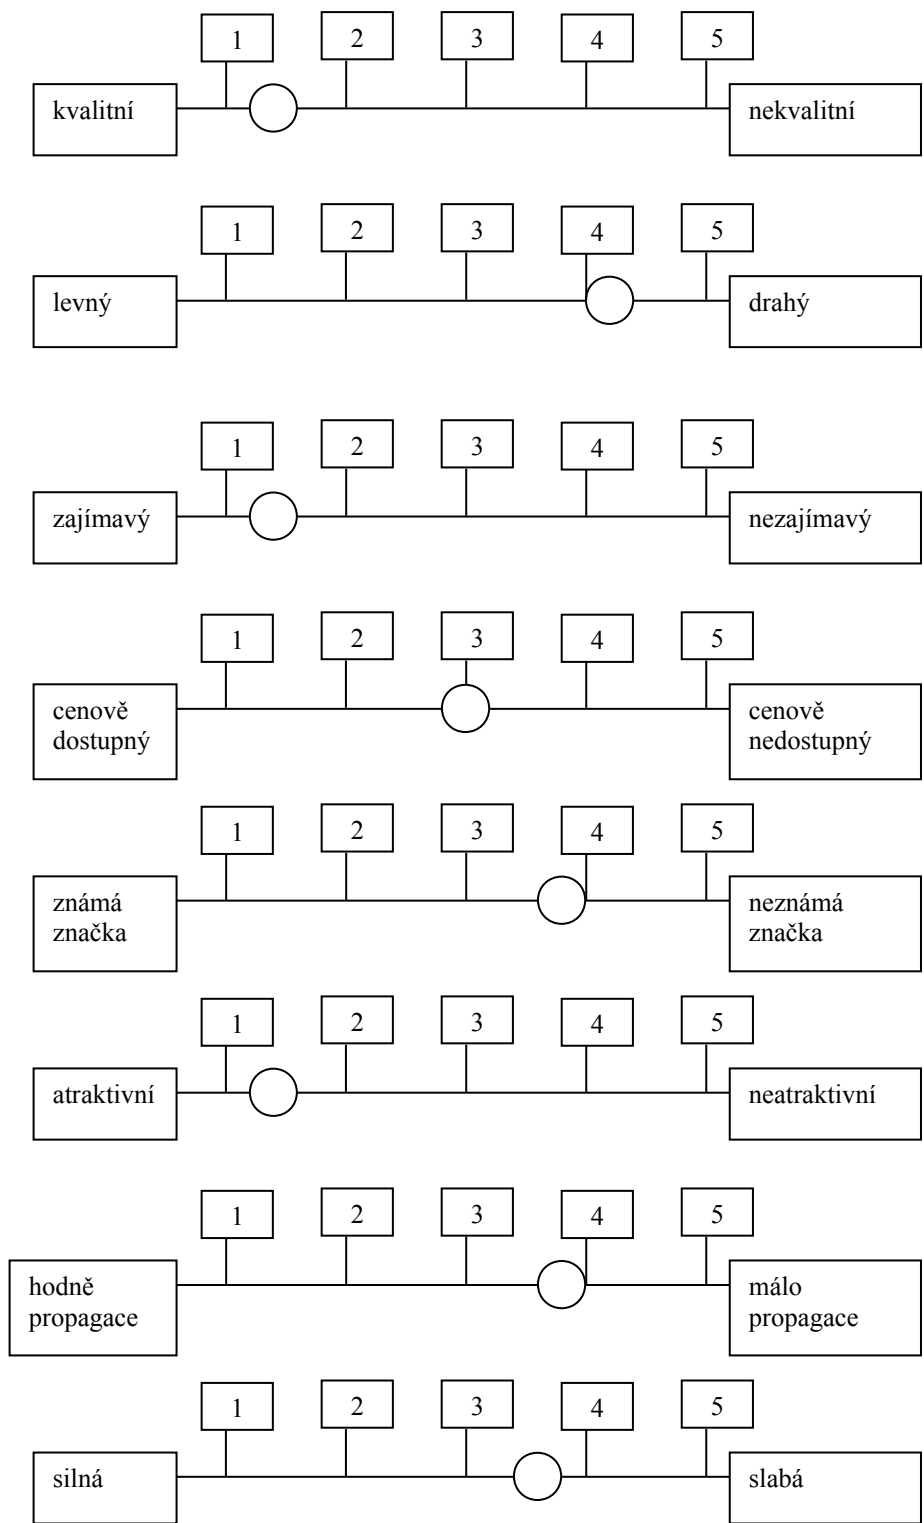 1 2 3 4 5
kvalitní nekvalitní
1 2 3 4 5
levný drahý
1 2 3 4 5
zajímavý nezajímavý
1 2 3 4 5
cenově cenově
dostupný nedostupný
1 2 3 4 5
známá neznámá
značka značka
1 2 3 4 5
atraktivní neatraktivní
1 2 3 4 5
hodně málo
propagace propagace
1 2 3 4 5
silná slabá